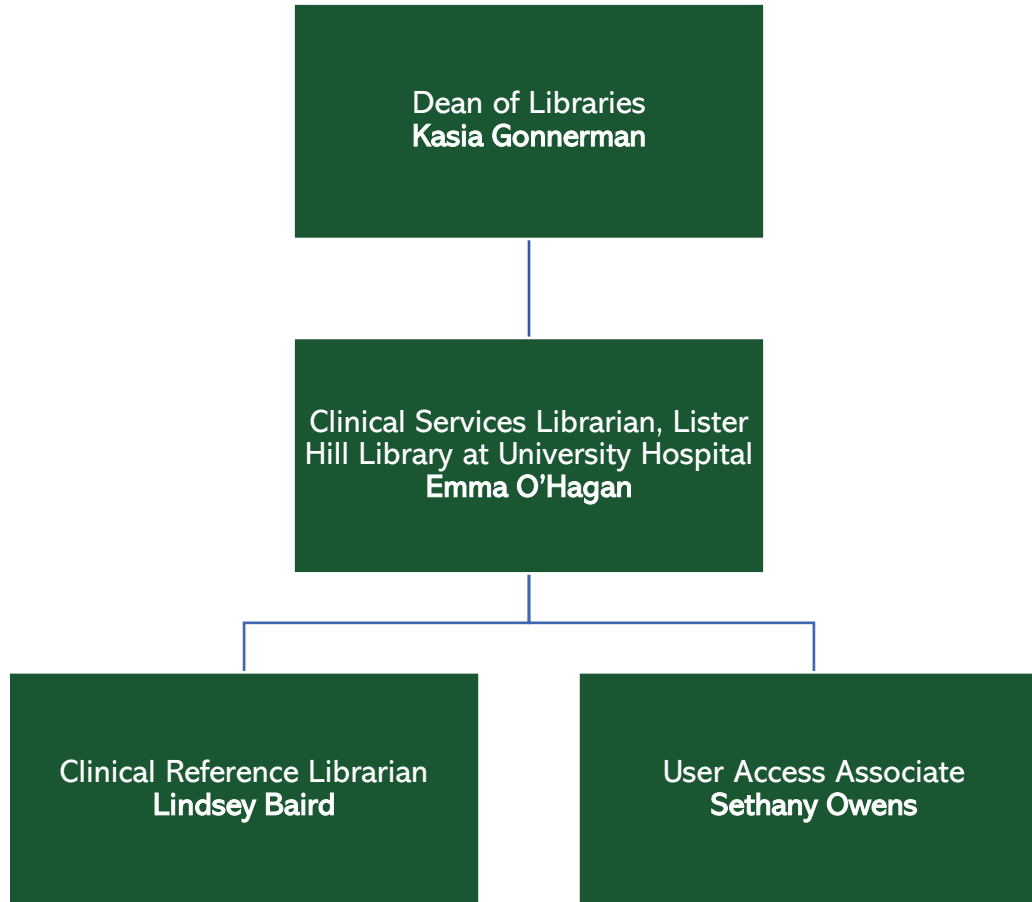 Dean of Libraries
Kasia Gonnerman
Clinical Services Librarian, Lister
Hill Library at University Hospital
Emma O’Hagan
Clinical Reference Librarian
Lindsey Baird
User Access Associate
Sethany Owens